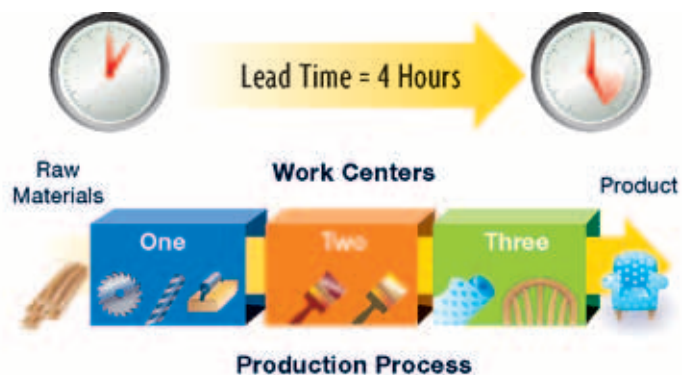 Lead Time = 4 Hours
Raw
Materials
Work Centers
Product
One
Two
Three
Production Process